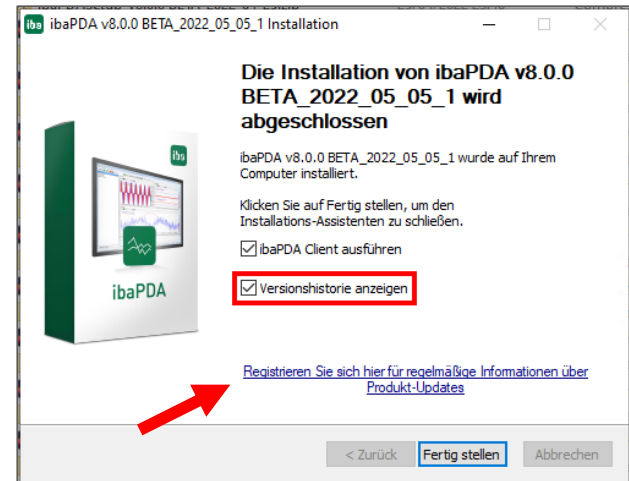 iba ibaPDA v8.0.0 BETA_2022_05_05_1 Installation
Die Installation von ibaPDA v8.0.0
BETA_2022_05_05_1 wird
abgeschlossen
iba
ibaPDA v8.0.0 BETA_2022_05_05_1 wurde auf Ihrem
Computer installiert.
Klicken Sie auf Fertig stellen, um den
Installations-Assistenten zu schließen.
ibaPDA Client ausführen
ibaPDA
Versionshistorie anzeigen
Registrieren Sie sich hier für regelmäßige Informationen über
Produkt-Updates
< Zurück Fertig stellen Abbrechen